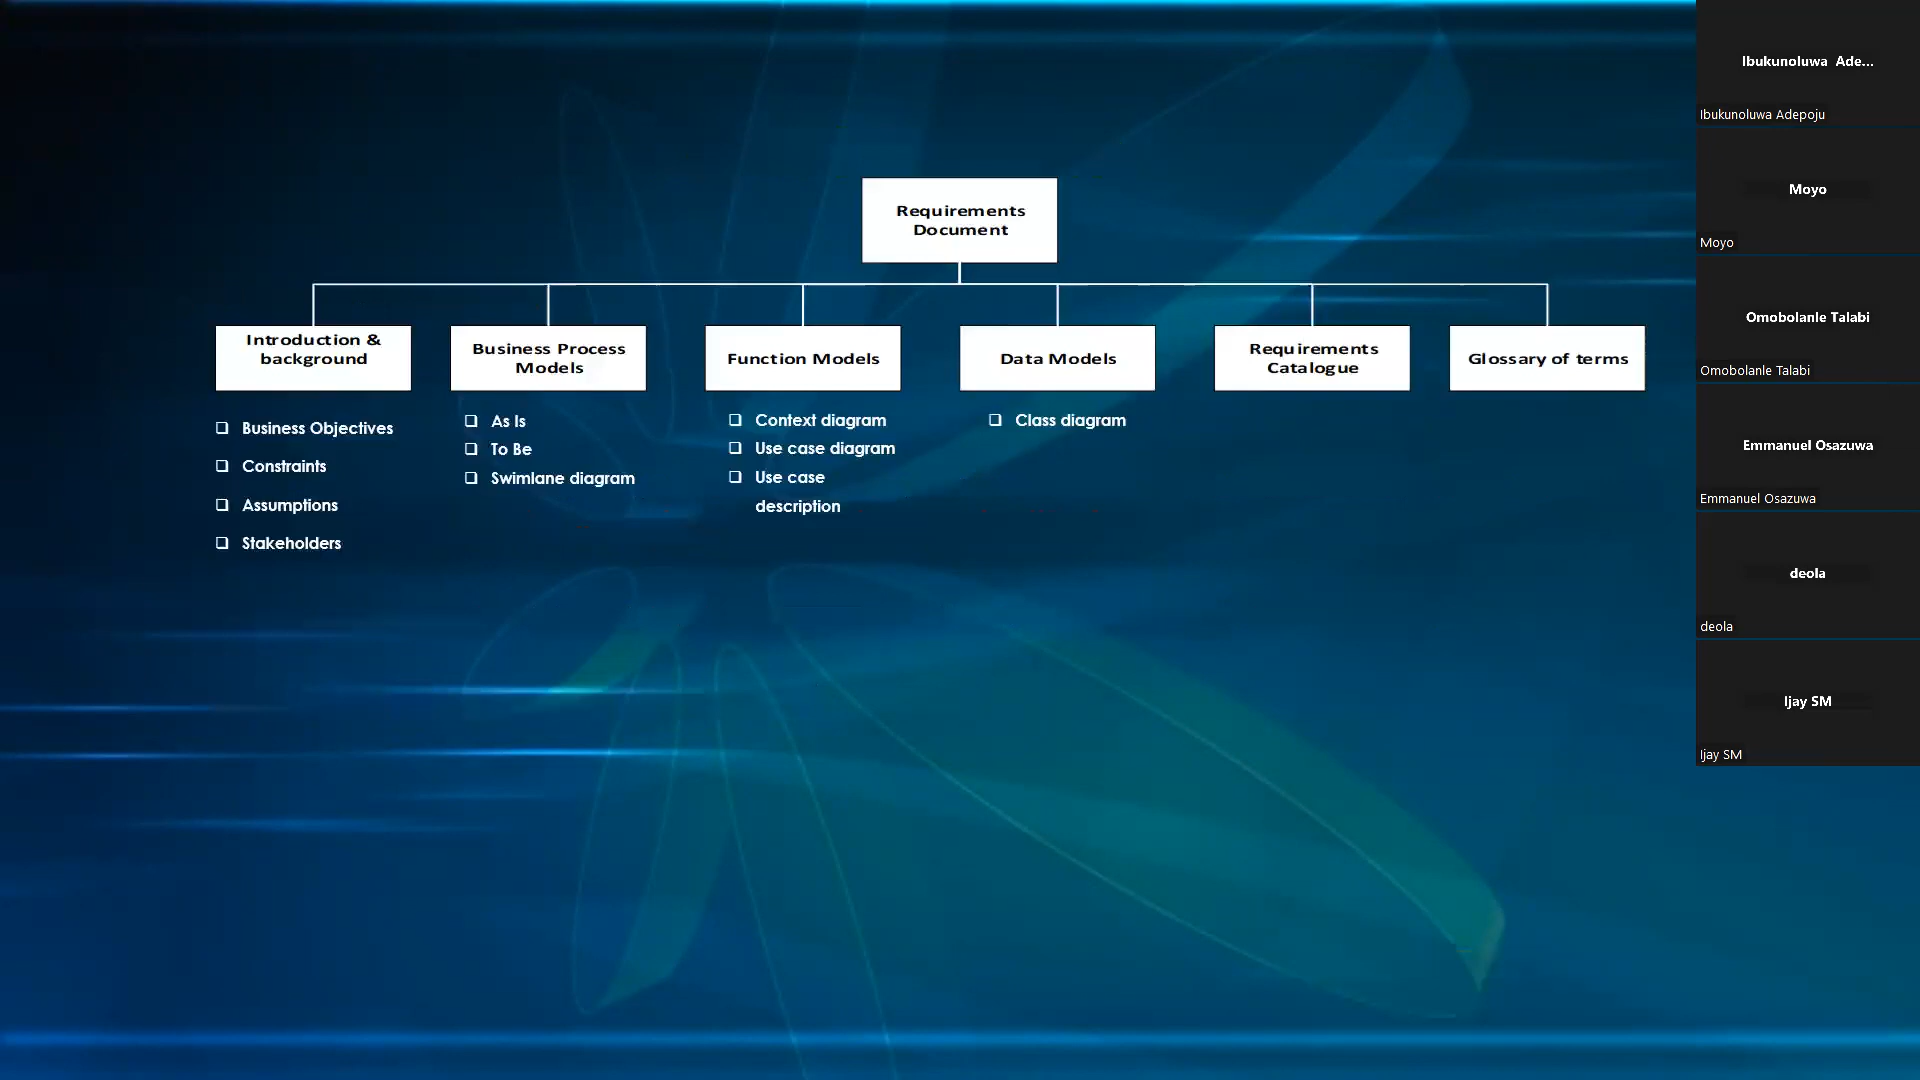 Requirements
Document
Introduction &
background
Business Process
Models
Function Models
Data Models
Requirements
Catalogue
Glossary of terms
❑ Business Objectives
❑ Constraints
❑ Assumptions
❑ Stakeholders
❑ As Is
❑ To Be
❑ Swimlane diagram
❑ Context diagram
❑ Use case diagram
❑ Use case
description
❑ Class diagram
Ibukunoluwa Ade...
Ibukunoluwa Adepoju
Moyo
Moyo
Omobolanle Talabi
Omobolanle Talabi
Emmanuel Osazuwa
Emmanuel Osazuwa
deola
deola
Ijay SM
Ijay SM